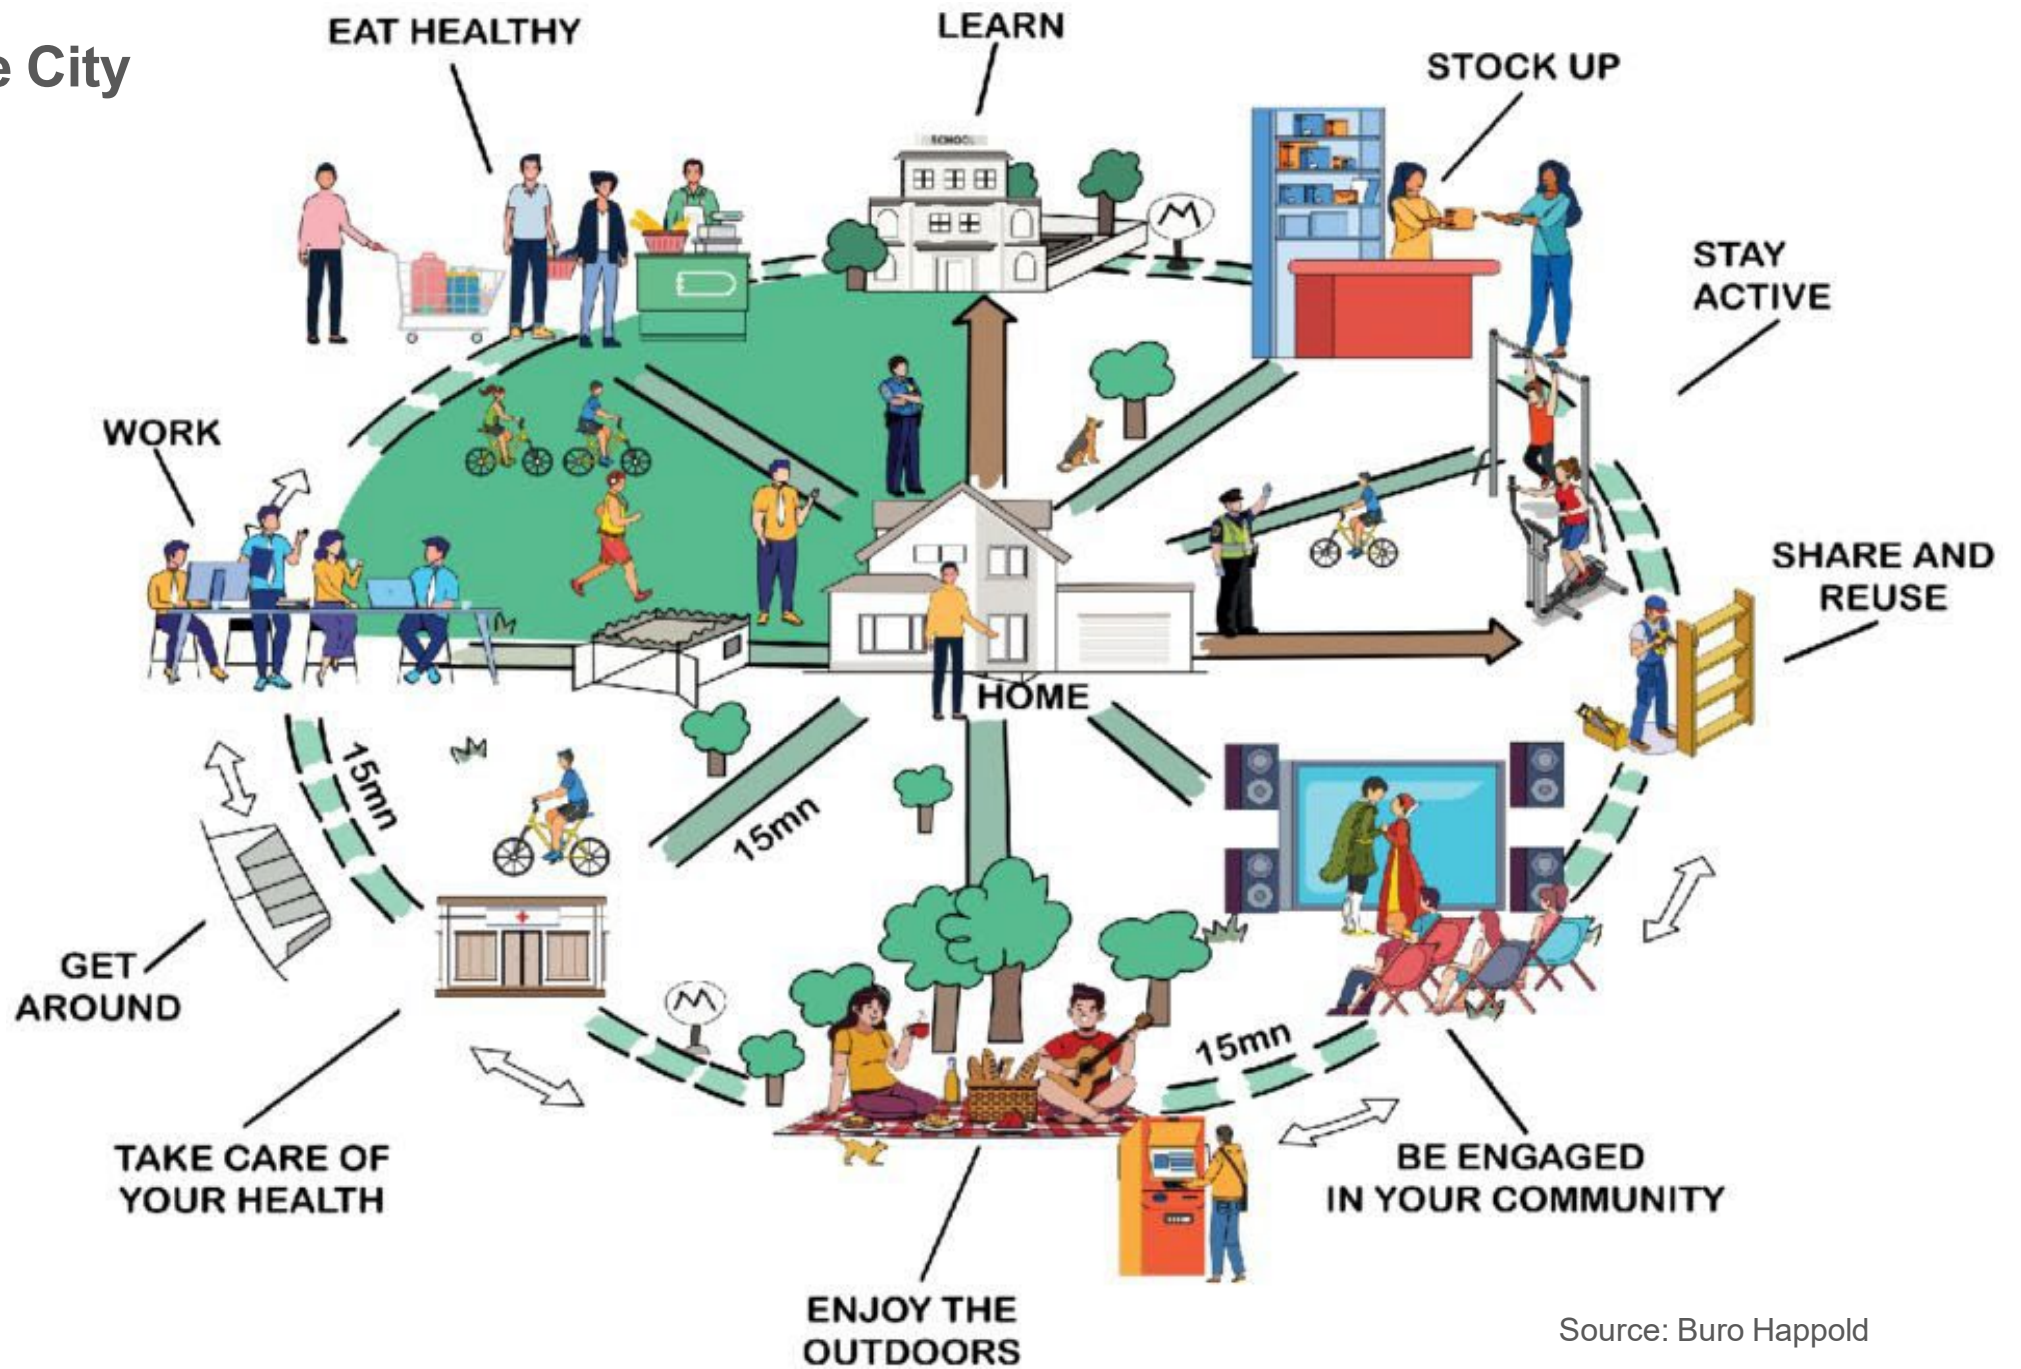 e City
EAT HEALTHY
LEARN
STOCK UP
SCHOOL
M
STAY
ACTIVE
WORK
SHARE AND
REUSE
HOME
15mn
15mn
GET
AROUND
M
15mn
TAKE CARE OF
YOUR HEALTH
BE ENGAGED
IN YOUR COMMUNITY
ENJOY THE
OUTDOORS
Source: Buro Happold